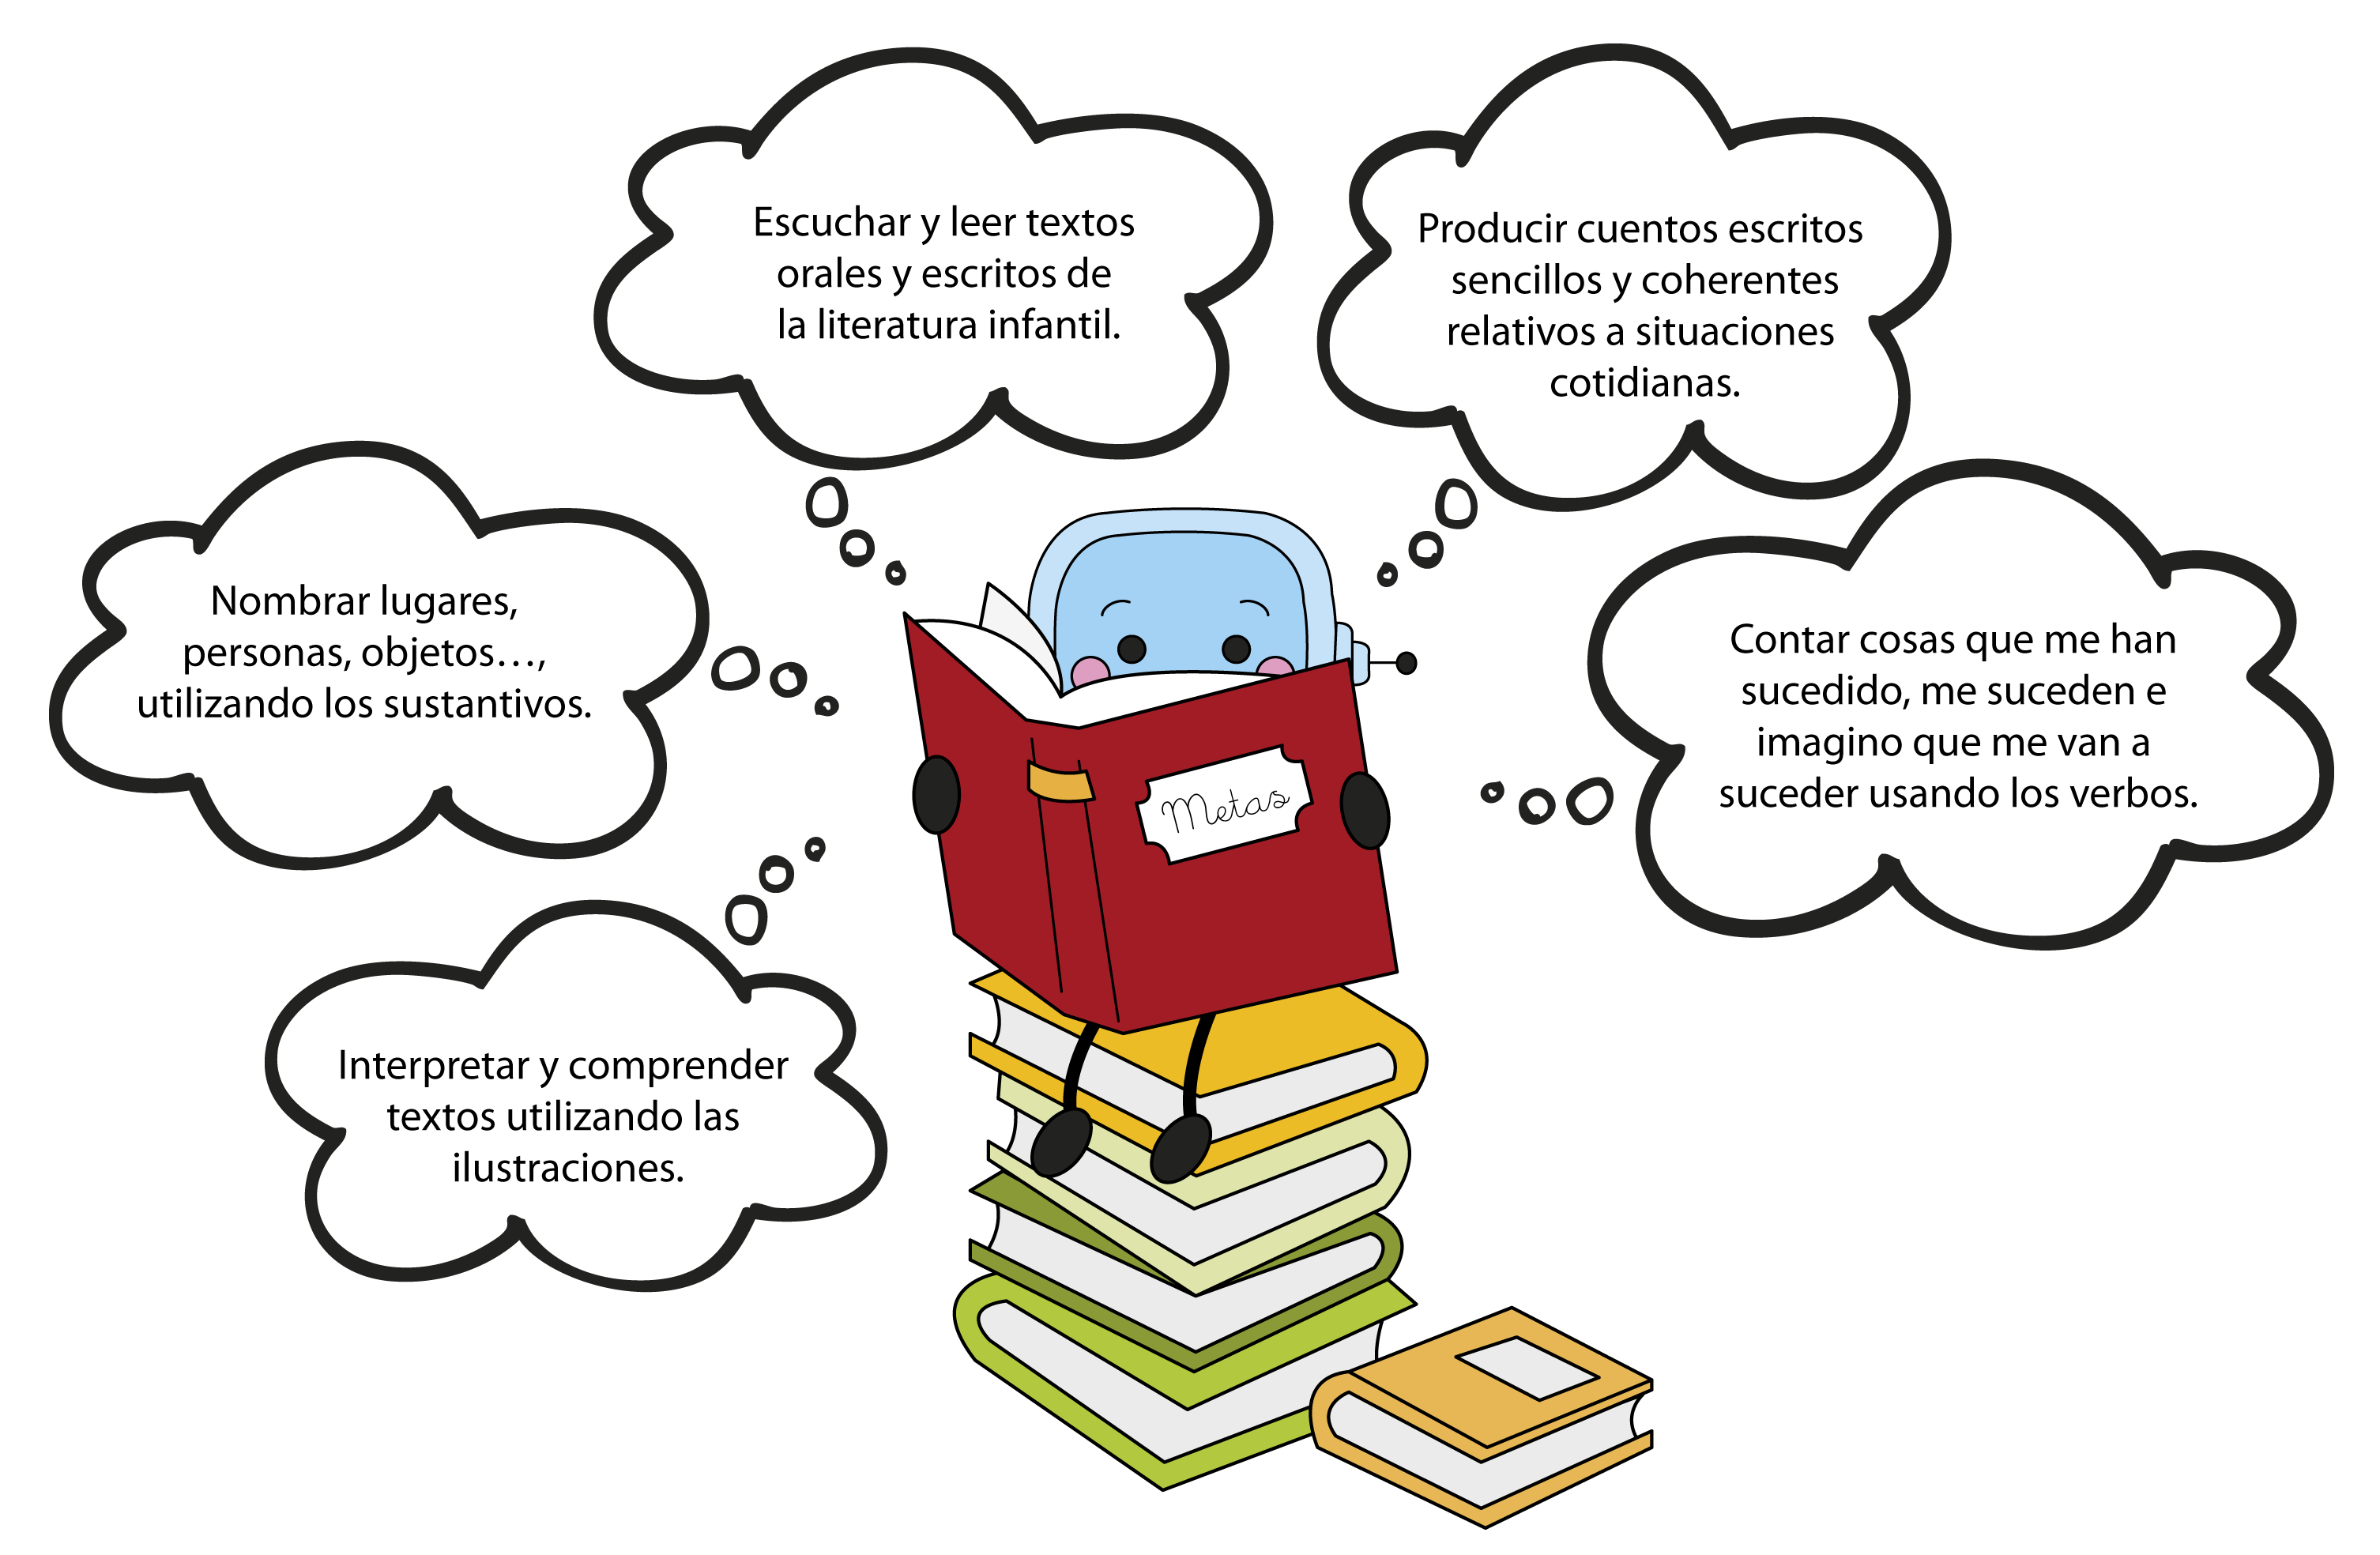 Escuchar y leer textos
orales y escritos de
la literatura infantil.
Producir cuentos escritos
sencillos y coherentes
relativos a situaciones
cotidianas.
Nombrar lugares,
personas, objetos…,
utilizando los sustantivos.
Contar cosas que me han
sucedido, me suceden e
imagino que me van a
suceder usando los verbos.
Metas
Interpretar y comprender
textos utilizando las
ilustraciones.